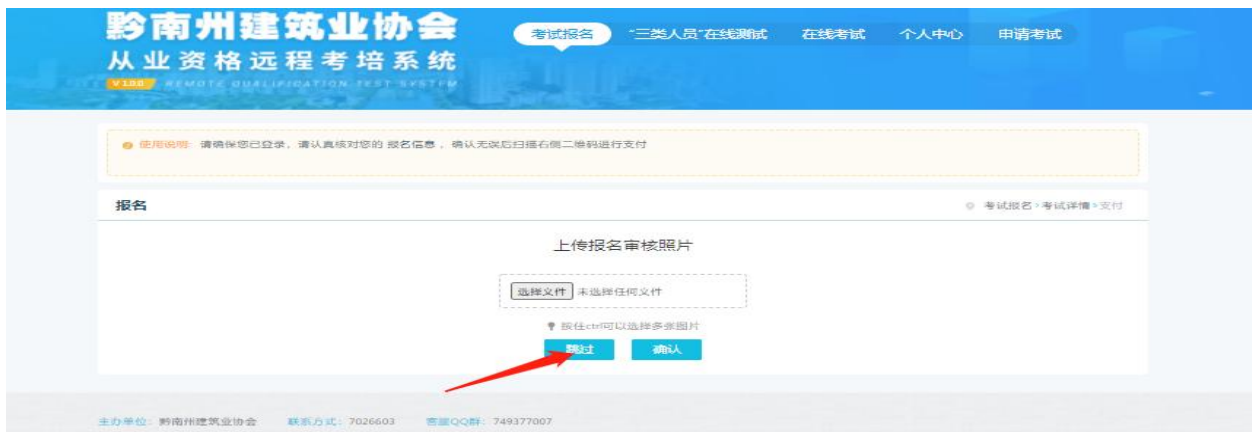 黔南州建筑业协会
考试报名 "三类人员"在线测试 在线考试 个人中心 申请考试
从业资格远程考培系统
V1.0.0 REMOTE QUALIFICATION TEST SYSTEM
使用说明: 请确保您已登录, 请认真核对您的 报名信息 , 确认无误后扫描右侧二维码进行支付
报名
考试报名>考试详情>支付
上传报名审核照片
选择文件 未选择任何文件
按住ctrl可以选择多张图片
跳过 确认
主办单位: 黔南州建筑业协会 联系方式: 7026603 客服QQ群: 749377007